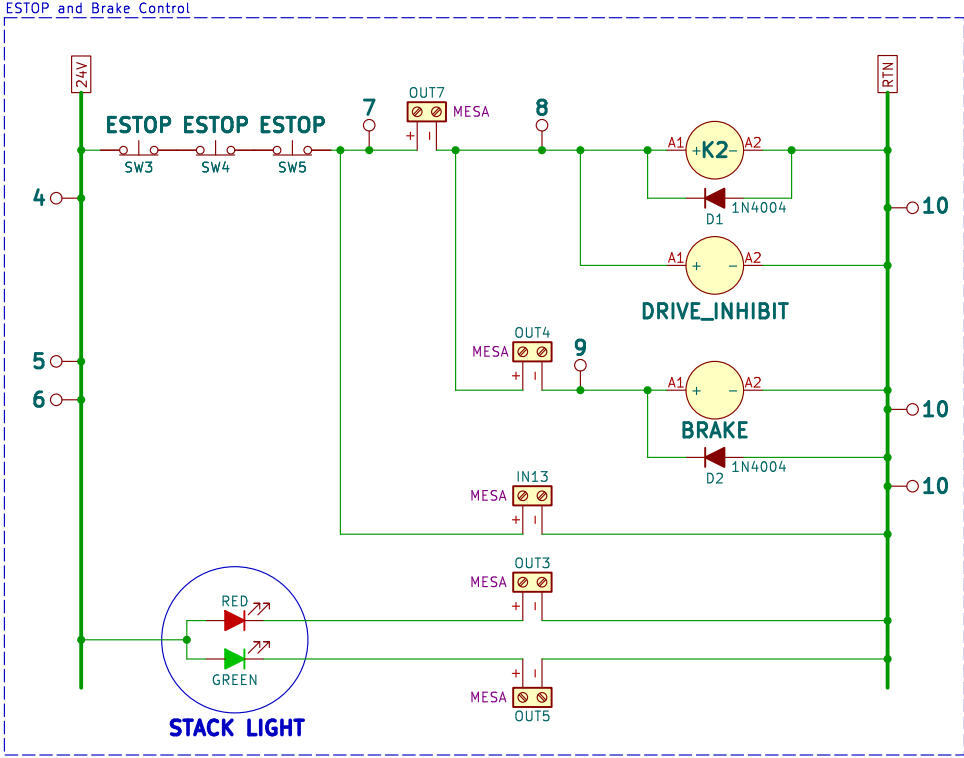 ESTOP and Brake Control
24V
RTN
OUT7
MESA
+ -
7
8
ESTOP ESTOP ESTOP
SW3 SW4 SW5
A1 + K2 - A2
1N4004
D1
4
10
A1 + - A2
DRIVE_INHIBIT
OUT4
MESA
+ -
9
5
6
A1 + - A2
BRAKE
10
1N4004
D2
IN13
MESA
+ -
10
OUT3
MESA
+ -
RED
GREEN
STACK LIGHT
+ -
MESA
OUT5